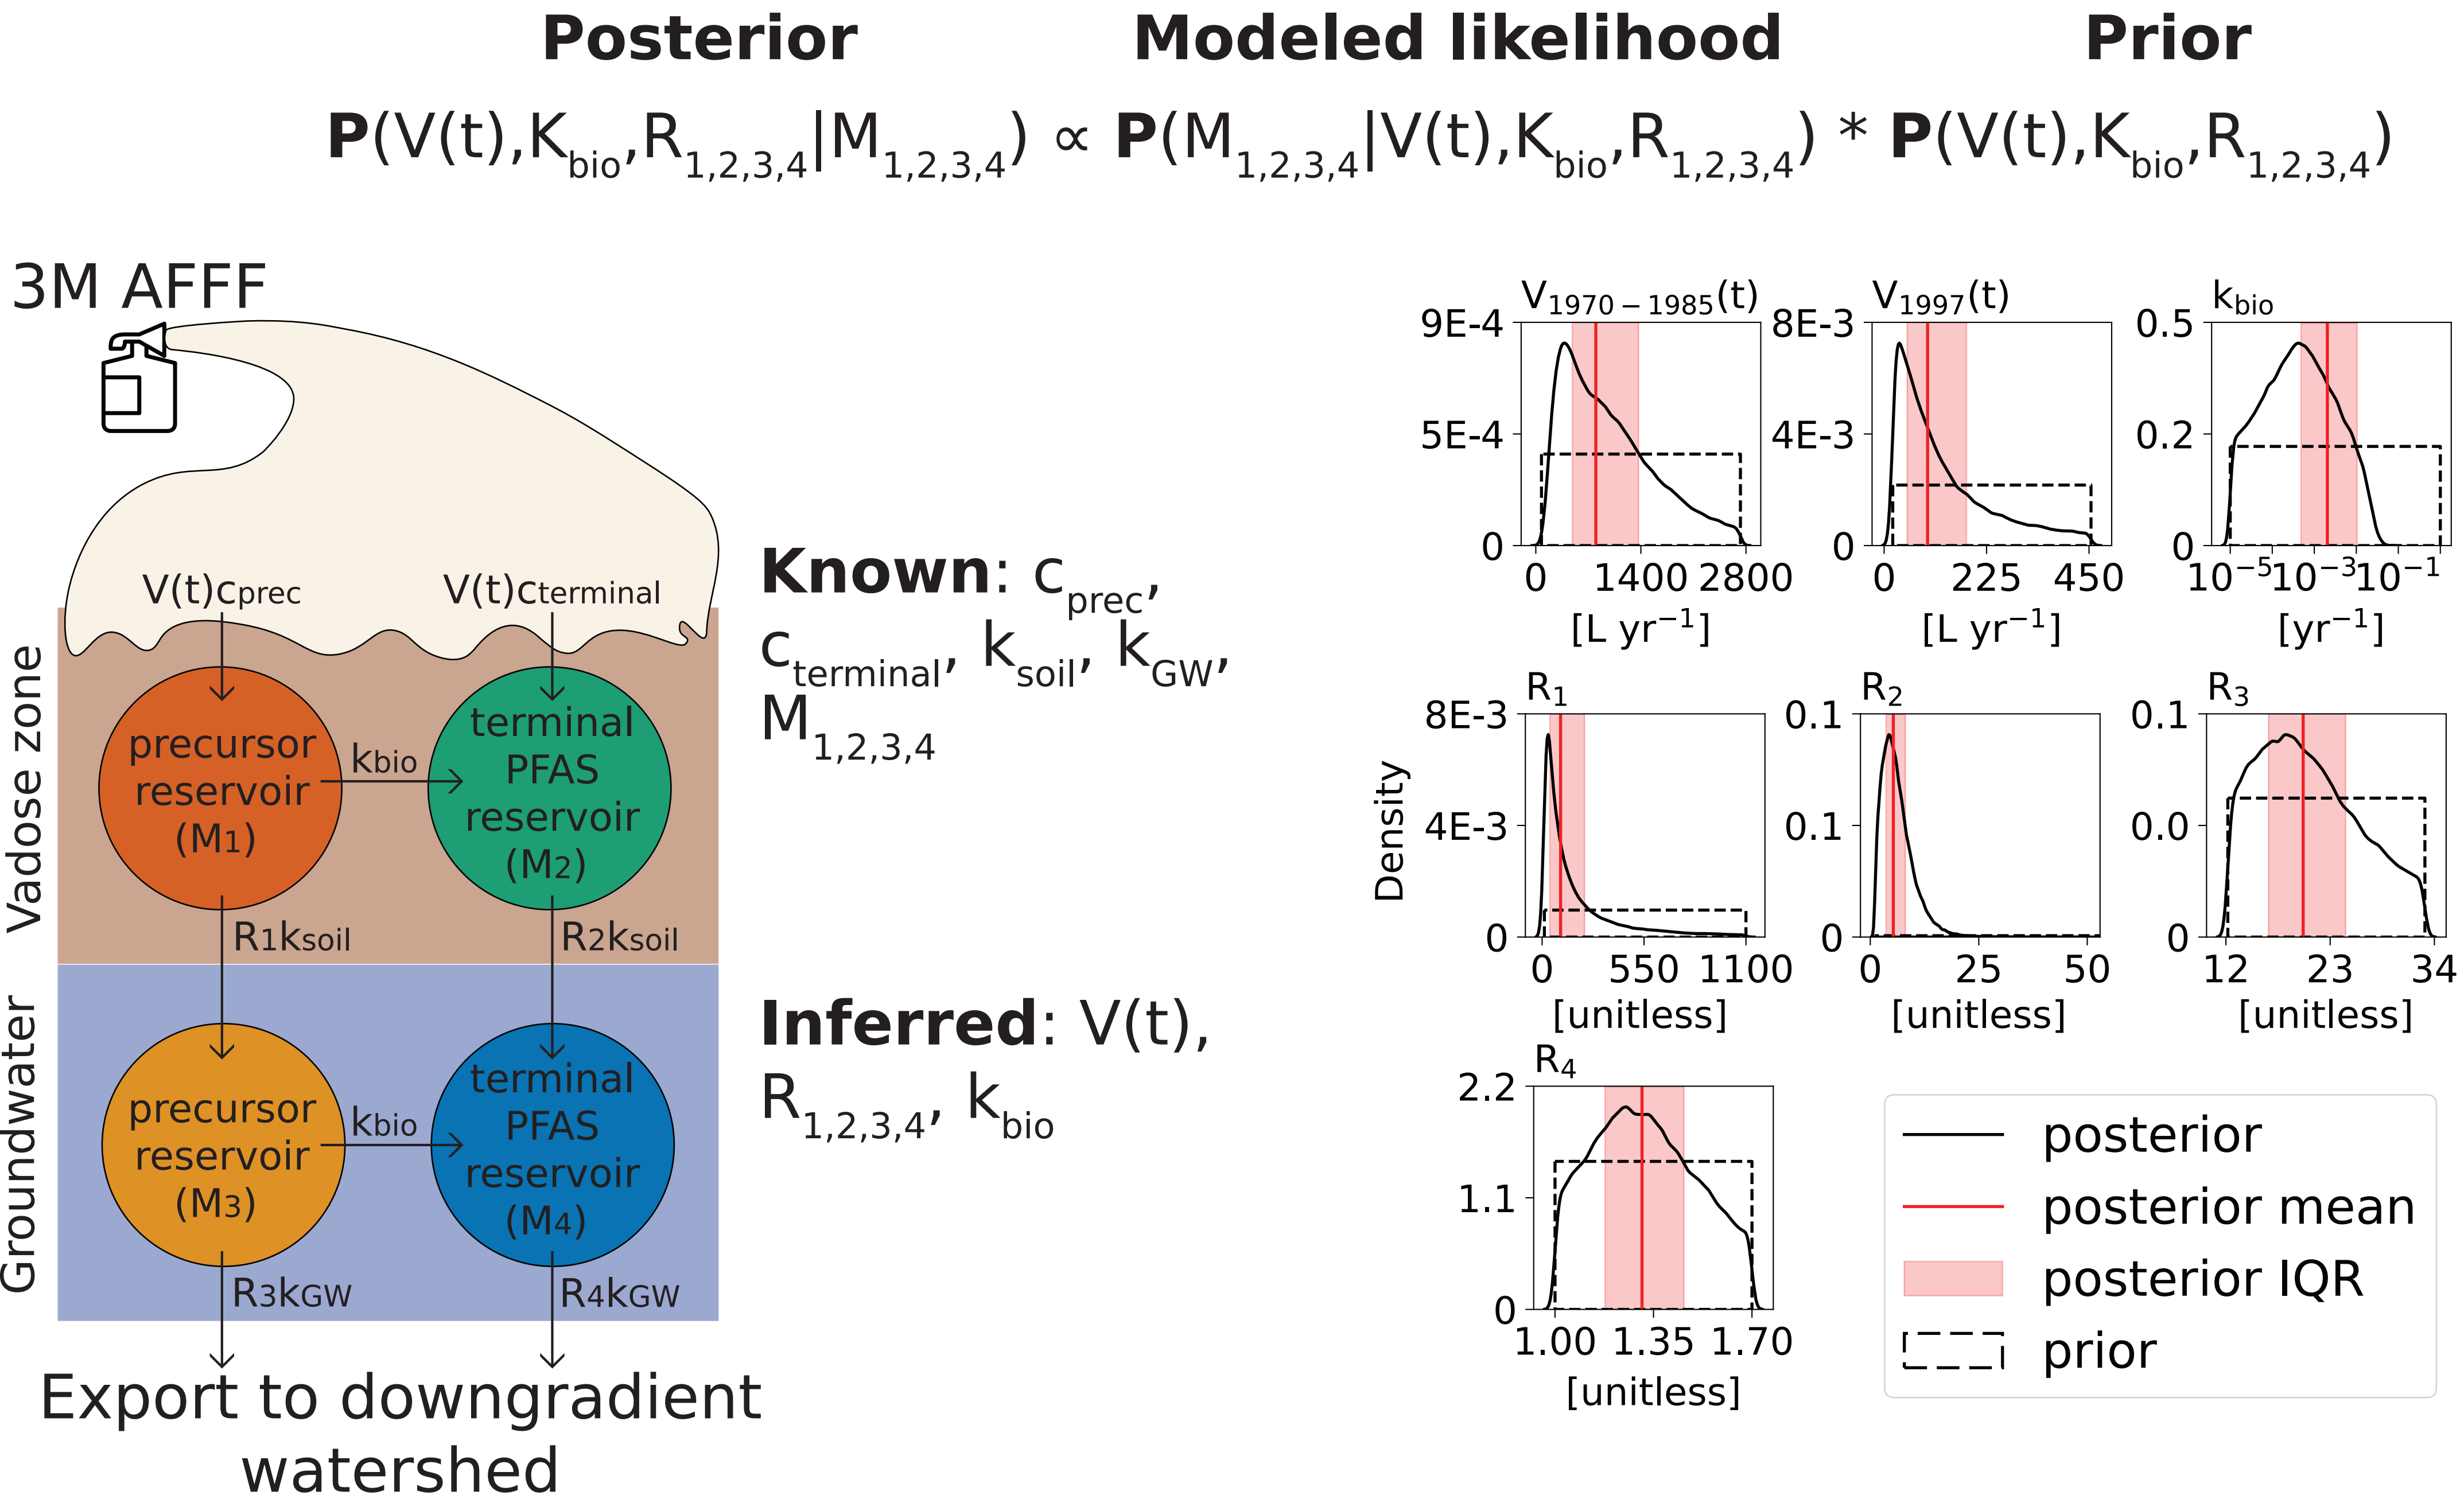 Posterior Modeled likelihood Prior
P(V(t),Kbio,R1,2,3,4|M1,2,3,4) ∝ P(M1,2,3,4|V(t),Kbio,R1,2,3,4) * P(V(t),Kbio,R1,2,3,4)
3M AFFF
V(t)cprec
V(t)cterminal
Vadose zone
precursor
reservoir
(M1)
kbio
terminal
PFAS
reservoir
(M2)
R1ksoil
R2ksoil
Groundwater
precursor
reservoir
(M3)
kbio
terminal
PFAS
reservoir
(M4)
R3kGW
R4kGW
Export to downgradient
watershed
Known: cprec,
cterminal, ksoil, kGW,
M1,2,3,4
Inferred: V(t),
R1,2,3,4, kbio
V1970−1985(t)
9E-4
5E-4
0
0 1400 2800
[L yr−1]
V1997(t)
8E-3
4E-3
0
0 225 450
[L yr−1]
kbio
0.5
0.2
0
10−5 10−3 10−1
[yr−1]
Density
R1
8E-3
4E-3
0
0 550 1100
[unitless]
R2
0.1
0.1
0
0 25 50
[unitless]
R3
0.1
0.0
0
12 23 34
[unitless]
R4
2.2
1.1
0
1.00 1.35 1.70
[unitless]
posterior
posterior mean
posterior IQR
prior